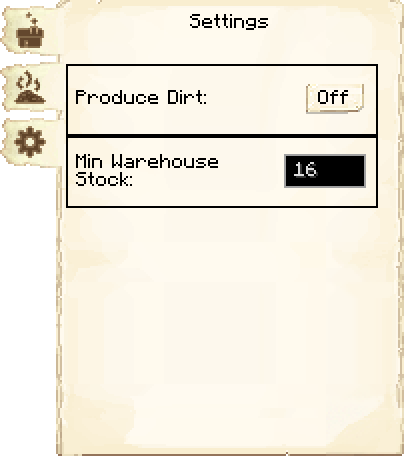 Settings
Produce Dirt:
Off
Min Warehouse
Stock:
16